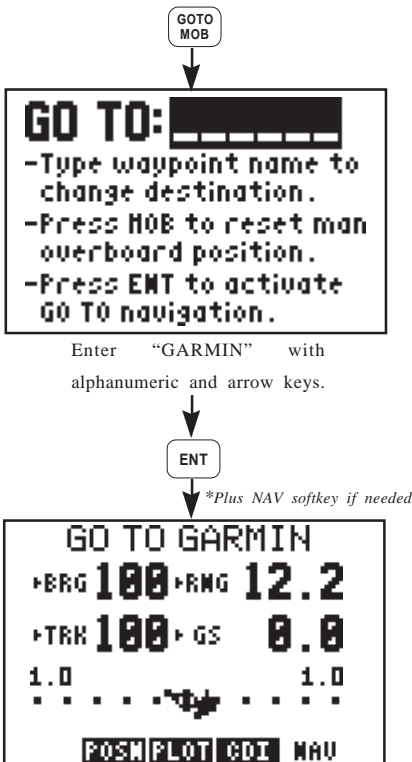 GOTO
MOB
GO TO:
-Type waypoint name to
change destination.
-Press MOB to reset man
overboard position.
-Press ENT to activate
GO TO navigation.
Enter "GARMIN" with
alphanumeric and arrow keys.
ENT
*Plus NAV softkey if needed
GO TO GARMIN
BRG 100 RNG 12.2
TRK 100 GS 0.0
1.0 1.0
POSN PLOT CDI NAV